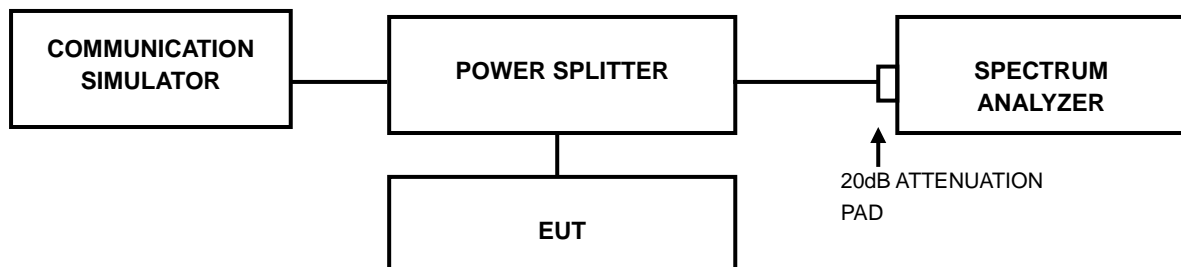 COMMUNICATION
SIMULATOR
POWER SPLITTER
SPECTRUM
ANALYZER
20dB ATTENUATION
PAD
EUT